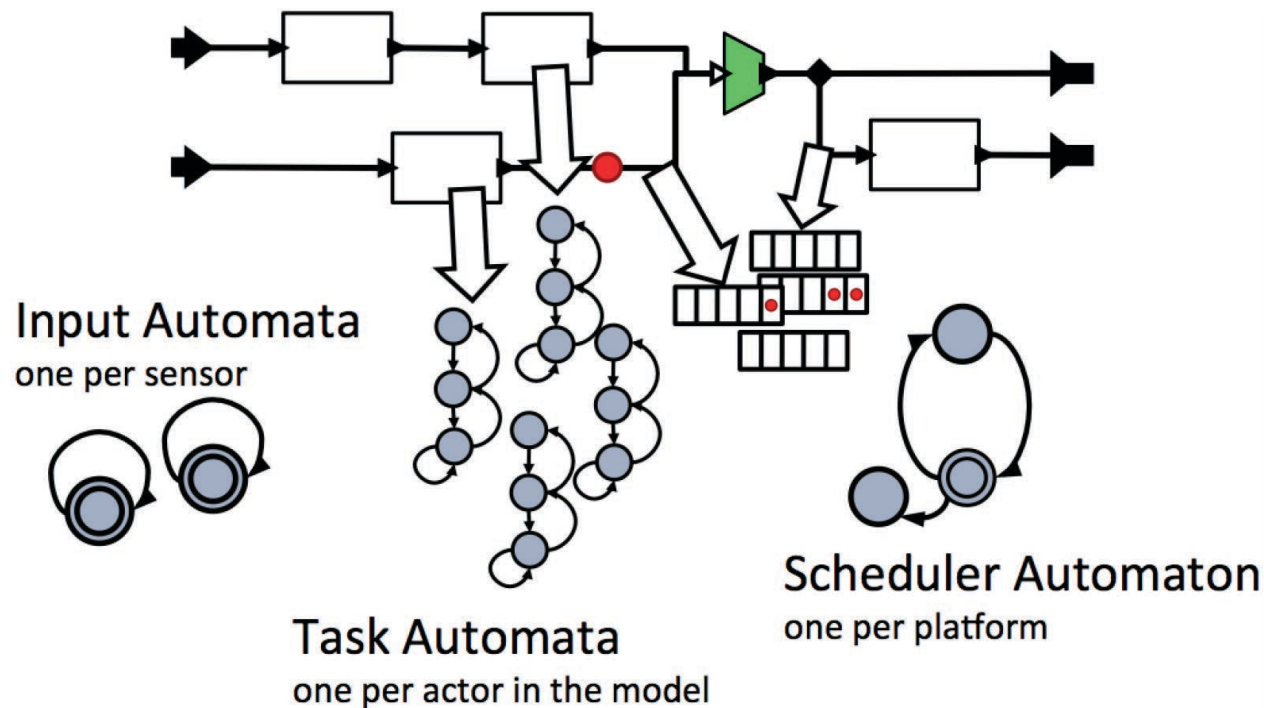 Input Automata
one per sensor
Task Automata
one per actor in the model
Scheduler Automaton
one per platform